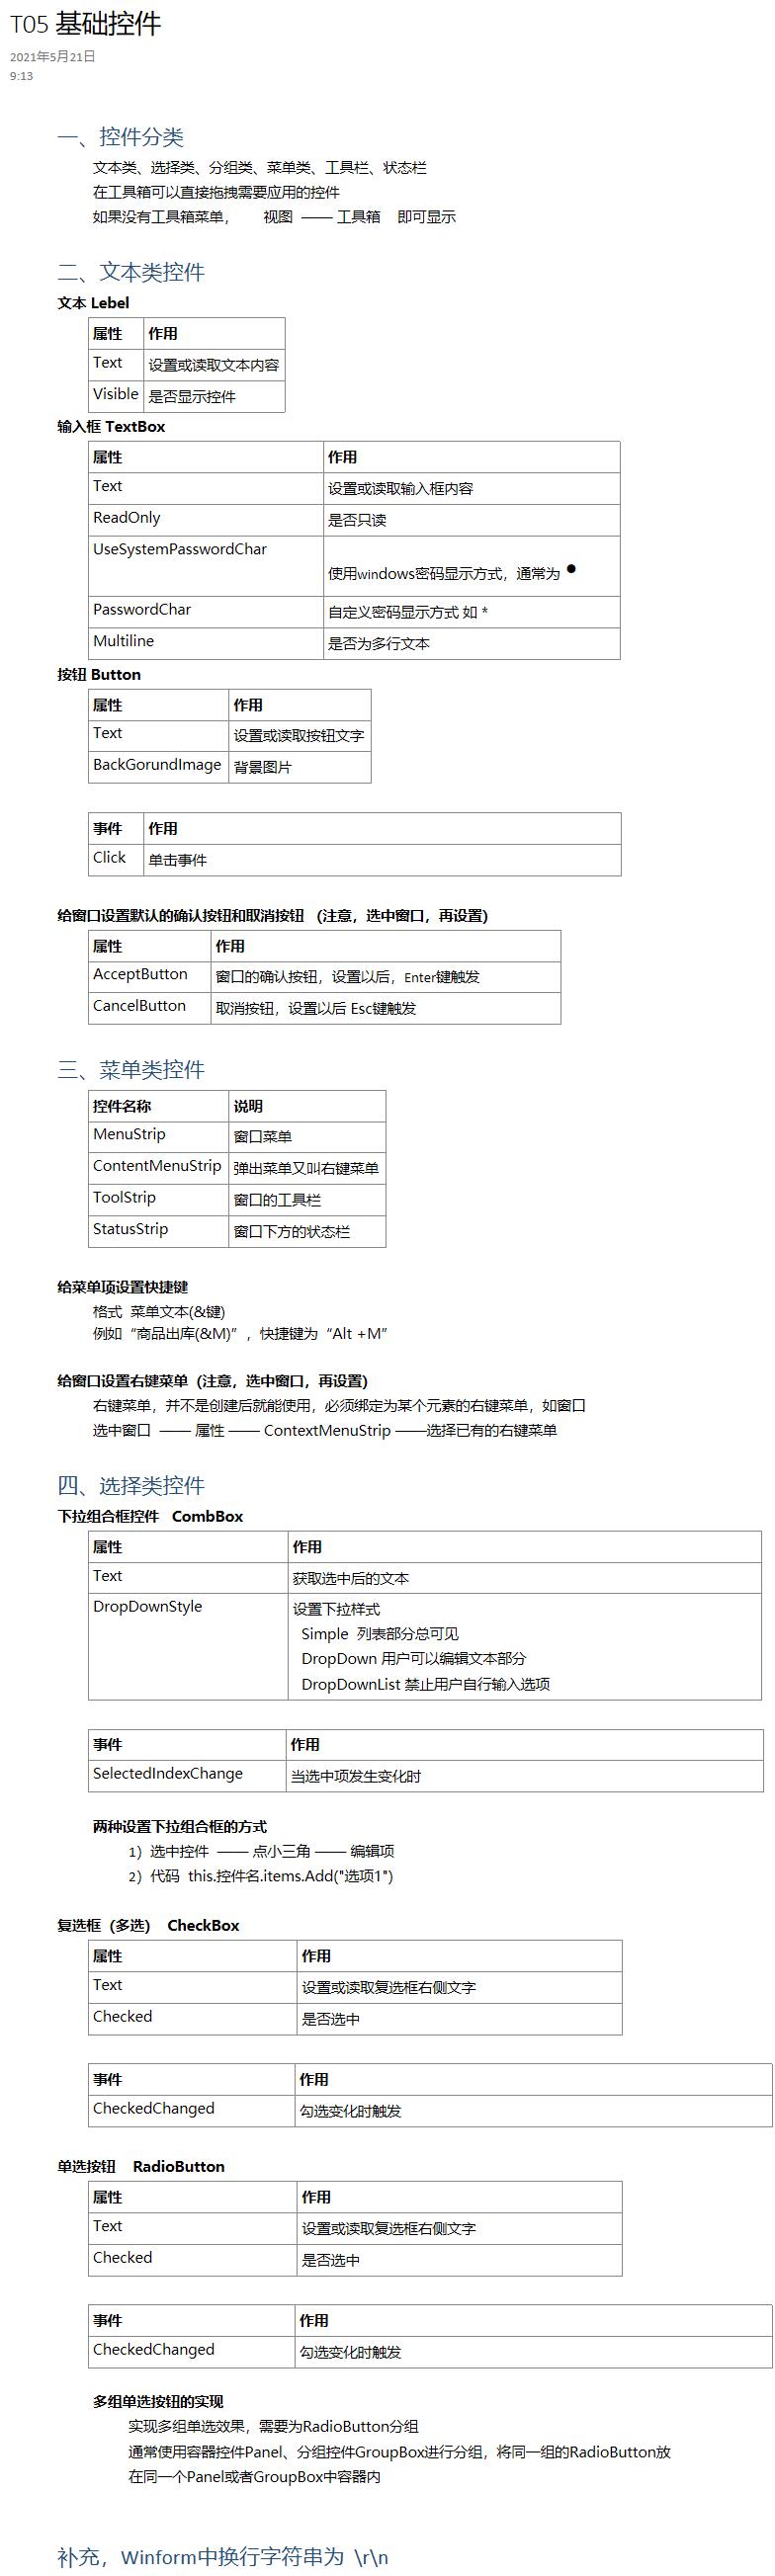 T05 基础控件
2021年5月21日
9:13
一、控件分类
文本类、选择类、分组类、菜单类、工具栏、状态栏
在工具箱可以直接拖拽需要应用的控件
如果没有工具箱菜单， 视图 —— 工具箱 即可显示
二、文本类控件
文本 Lebel
属性 作用
Text 设置或读取文本内容
Visible 是否显示控件
输入框 TextBox
属性 作用
Text 设置或读取输入框内容
ReadOnly 是否只读
UseSystemPasswordChar 使用windows密码显示方式，通常为 ●
PasswordChar 自定义密码显示方式 如 *
Multiline 是否为多行文本
按钮 Button
属性 作用
Text 设置或读取按钮文字
BackGorundImage 背景图片
事件 作用
Click 单击事件
给窗口设置默认的确认按钮和取消按钮 （注意，选中窗口，再设置）
属性 作用
AcceptButton 窗口的确认按钮，设置以后，Enter键触发
CancelButton 取消按钮，设置以后 Esc键触发
三、菜单类控件
控件名称 说明
MenuStrip 窗口菜单
ContentMenuStrip 弹出菜单又叫右键菜单
ToolStrip 窗口的工具栏
StatusStrip 窗口下方的状态栏
给菜单项设置快捷键
格式 菜单文本(&键)
例如“商品出库(&M)”，快捷键为“Alt +M”
给窗口设置右键菜单（注意，选中窗口，再设置）
右键菜单，并不是创建后就能使用，必须绑定为某个元素的右键菜单，如窗口
选中窗口 —— 属性 —— ContextMenuStrip ——选择已有的右键菜单
四、选择类控件
下拉组合框控件 CombBox
属性 作用
Text 获取选中后的文本
DropDownStyle 设置下拉样式
Simple 列表部分总可见
DropDown 用户可以编辑文本部分
DropDownList 禁止用户自行输入选项
事件 作用
SelectedIndexChange 当选中项发生变化时
两种设置下拉组合框的方式
1）选中控件 —— 点小三角 —— 编辑项
2）代码 this.控件名.items.Add("选项1")
复选框（多选） CheckBox
属性 作用
Text 设置或读取复选框右侧文字
Checked 是否选中
事件 作用
CheckedChanged 勾选变化时触发
单选按钮 RadioButton
属性 作用
Text 设置或读取复选框右侧文字
Checked 是否选中
事件 作用
CheckedChanged 勾选变化时触发
多组单选按钮的实现
实现多组单选效果，需要为RadioButton分组
通常使用容器控件Panel、分组控件GroupBox进行分组，将同一组的RadioButton放
在同一个Panel或者GroupBox中容器内
补充，Winform中换行字符串为 \r\n